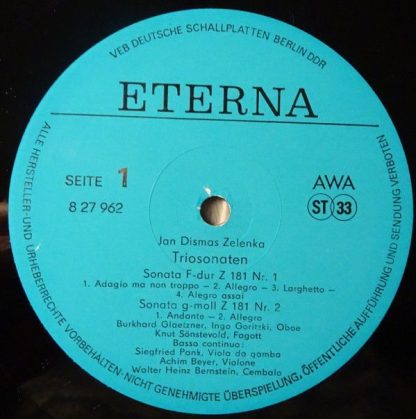 VEB DEUTSCHE SCHALLPLATTEN BERLIN DDR
ETERNA
SEITE 1
8 27 962
AWA
ST 33
Jan Dismas Zelenka
Triosonaten
Sonata F-dur Z 181 Nr. 1
1. Adagio ma non troppo – 2. Allegro – 3. Larghetto –
4. Alegro assai
Sonata g-moll Z 181 Nr. 2
1. Andante – 2. Allegro
Burkhard Glaetzner, Ingo Goritzki, Oboe
Knut Sönstevold, Fagott
Basso continuo:
Siegfried Pank, Viola da gamba
Achim Beyer, Violone
Walter Heinz Bernstein, Cembalo
ALLE HERSTELLER-UND URHEBERRECHTE VORBEHALTEN-NICHT GENEHMIGTE ÜBERSPIELUNG, ÖFFENTLICHE AUFFÜHRUNG UND SENDUNG VERBOTEN